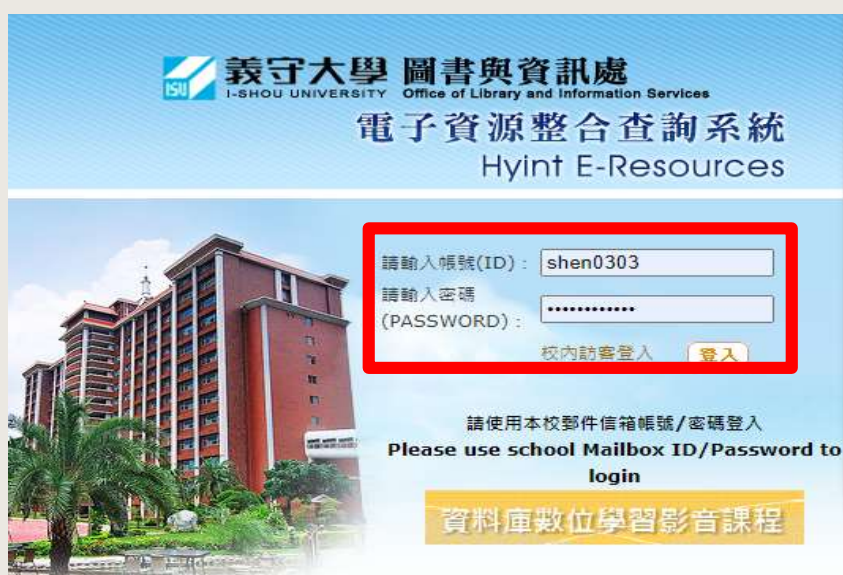 ISU 義守大學 圖書與資訊處
I-SHOU UNIVERSITY Office of Library and Information Services
電子資源整合查詢系統
Hyint E-Resources
請輸入帳號(ID)： shen0303
請輸入密碼
(PASSWORD)： ••••••••••••
校內訪客登入 登入
請使用本校郵件信箱帳號/密碼登入
Please use school Mailbox ID/Password to
login
資料庫數位學習影音課程